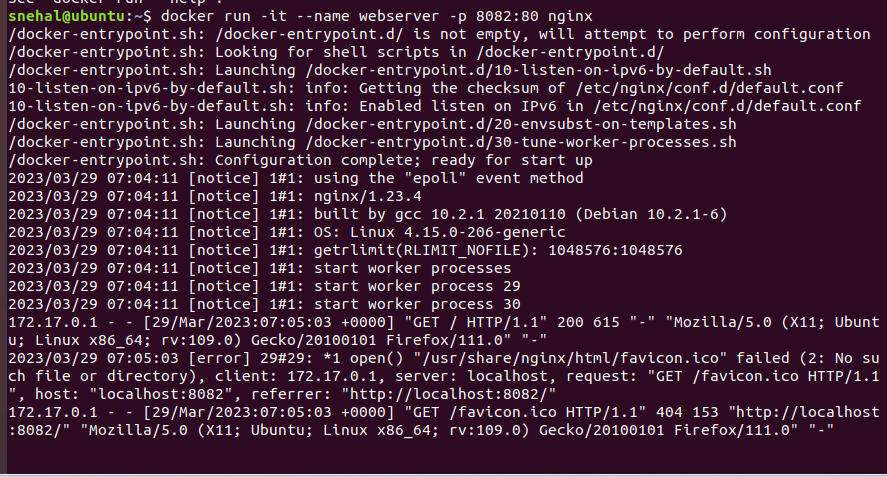 snehal@ubuntu:~$ docker run -it --name webserver -p 8082:80 nginx
/docker-entrypoint.sh: /docker-entrypoint.d/ is not empty, will attempt to perform configuration
/docker-entrypoint.sh: Looking for shell scripts in /docker-entrypoint.d/
/docker-entrypoint.sh: Launching /docker-entrypoint.d/10-listen-on-ipv6-by-default.sh
10-listen-on-ipv6-by-default.sh: info: Getting the checksum of /etc/nginx/conf.d/default.conf
10-listen-on-ipv6-by-default.sh: info: Enabled listen on IPv6 in /etc/nginx/conf.d/default.conf
/docker-entrypoint.sh: Launching /docker-entrypoint.d/20-envsubst-on-templates.sh
/docker-entrypoint.sh: Launching /docker-entrypoint.d/30-tune-worker-processes.sh
/docker-entrypoint.sh: Configuration complete; ready for start up
2023/03/29 07:04:11 [notice] 1#1: using the "epoll" event method
2023/03/29 07:04:11 [notice] 1#1: nginx/1.23.4
2023/03/29 07:04:11 [notice] 1#1: built by gcc 10.2.1 20210110 (Debian 10.2.1-6)
2023/03/29 07:04:11 [notice] 1#1: OS: Linux 4.15.0-206-generic
2023/03/29 07:04:11 [notice] 1#1: getrlimit(RLIMIT_NOFILE): 1048576:1048576
2023/03/29 07:04:11 [notice] 1#1: start worker processes
2023/03/29 07:04:11 [notice] 1#1: start worker process 29
2023/03/29 07:04:11 [notice] 1#1: start worker process 30
172.17.0.1 - - [29/Mar/2023:07:05:03 +0000] "GET / HTTP/1.1" 200 615 "-" "Mozilla/5.0 (X11; Ubunt
u; Linux x86_64; rv:109.0) Gecko/20100101 Firefox/111.0" "-"
2023/03/29 07:05:03 [error] 29#29: *1 open() "/usr/share/nginx/html/favicon.ico" failed (2: No su
ch file or directory), client: 172.17.0.1, server: localhost, request: "GET /favicon.ico HTTP/1.1
", host: "localhost:8082", referrer: "http://localhost:8082/"
172.17.0.1 - - [29/Mar/2023:07:05:03 +0000] "GET /favicon.ico HTTP/1.1" 404 153 "http://localhost
:8082/" "Mozilla/5.0 (X11; Ubuntu; Linux x86_64; rv:109.0) Gecko/20100101 Firefox/111.0" "-"